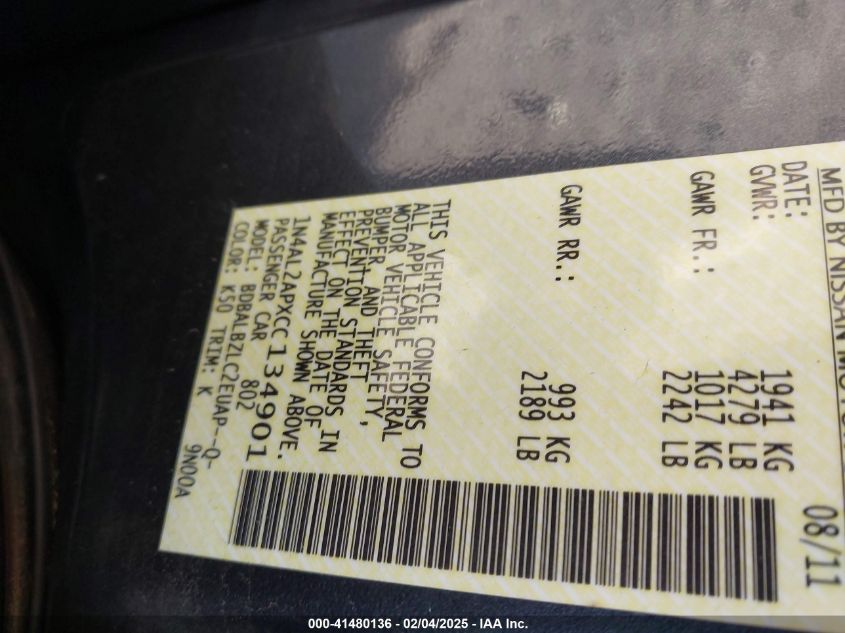 MFD BY NISSAN MOTOR
DATE: 08/11
GVWR: 1941 KG
4279 LB
GAWR FR.: 1017 KG
2242 LB
GAWR RR.: 993 KG
2189 LB
THIS VEHICLE CONFORMS TO
ALL APPLICABLE FEDERAL
MOTOR VEHICLE SAFETY,
BUMPER, AND THEFT
PREVENTION STANDARDS IN
EFFECT ON THE DATE OF
MANUFACTURE SHOWN ABOVE.
1N4AL2APXCC134901
PASSENGER CAR 802
MODEL: BDBALBZLC2EUAP--Q-
COLOR: K50 TRIM: K 9N00A
000-41480136 - 02/04/2025 - IAA Inc.